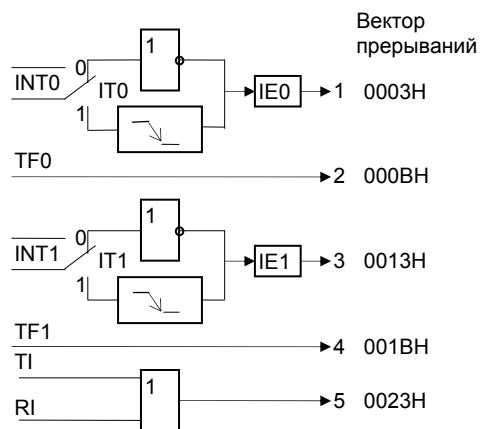 Вектор
прерываний
INT0 0 IT0 1 1 IE0 1 0003H
TF0 2 000BH
INT1 0 IT1 1 1 IE1 3 0013H
TF1 4 001BH
TI
1 5 0023H
RI